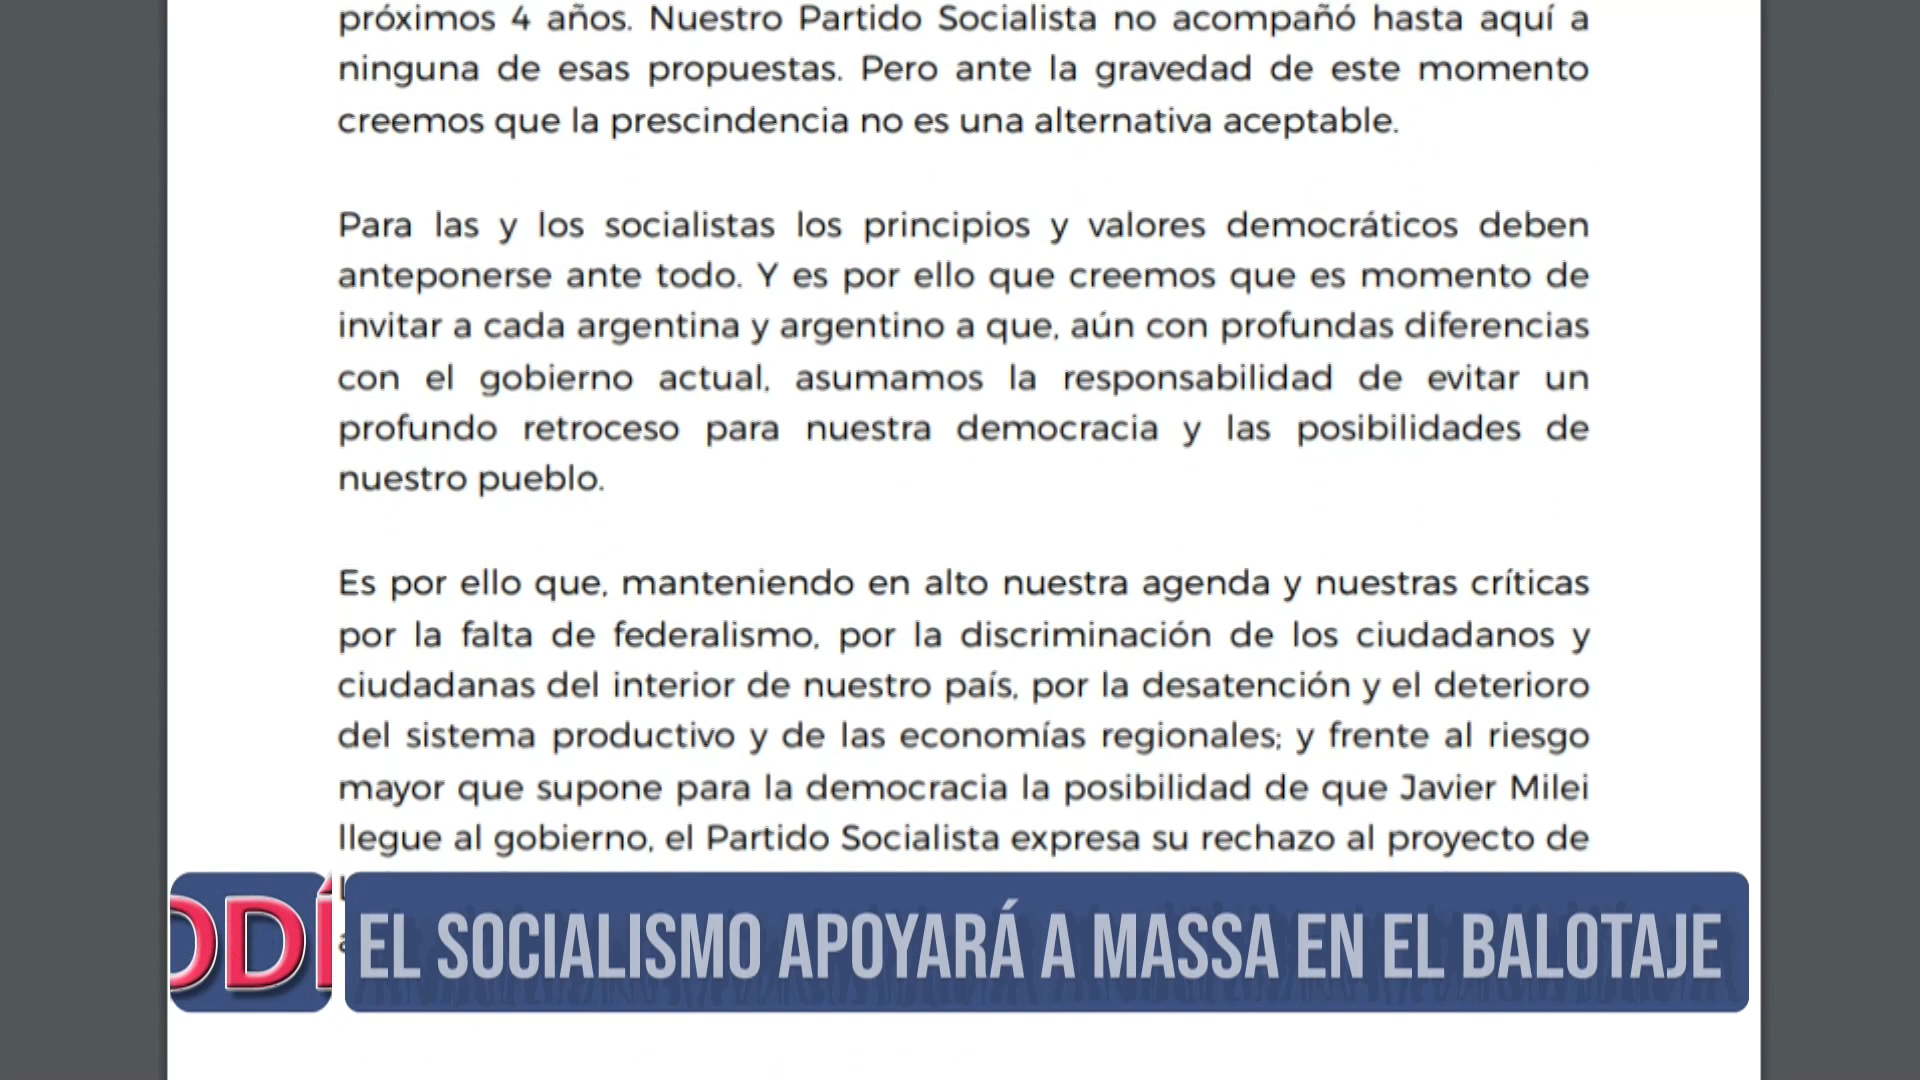 próximos 4 años. Nuestro Partido Socialista no acompañó hasta aquí a
ninguna de esas propuestas. Pero ante la gravedad de este momento
creemos que la prescindencia no es una alternativa aceptable.
Para las y los socialistas los principios y valores democráticos deben
anteponerse ante todo. Y es por ello que creemos que es momento de
invitar a cada argentina y argentino a que, aún con profundas diferencias
con el gobierno actual, asumamos la responsabilidad de evitar un
profundo retroceso para nuestra democracia y las posibilidades de
nuestro pueblo.
Es por ello que, manteniendo en alto nuestra agenda y nuestras críticas
por la falta de federalismo, por la discriminación de los ciudadanos y
ciudadanas del interior de nuestro país, por la desatención y el deterioro
del sistema productivo y de las economías regionales; y frente al riesgo
mayor que supone para la democracia la posibilidad de que Javier Milei
llegue al gobierno, el Partido Socialista expresa su rechazo al proyecto de
EL SOCIALISMO APOYARÁ A MASSA EN EL BALOTAJE